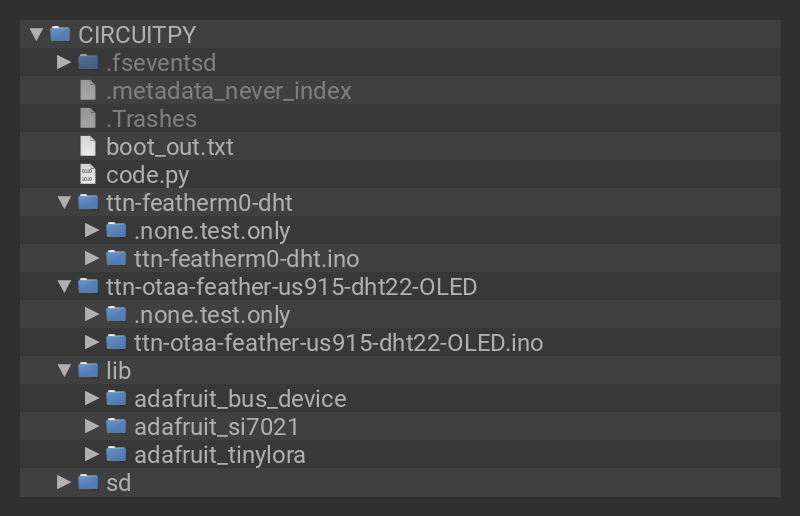 CIRCUITPY
.fseventsd
.metadata_never_index
.Trashes
boot_out.txt
code.py
ttn-featherm0-dht
.none.test.only
ttn-featherm0-dht.ino
ttn-otaa-feather-us915-dht22-OLED
.none.test.only
ttn-otaa-feather-us915-dht22-OLED.ino
lib
adafruit_bus_device
adafruit_si7021
adafruit_tinylora
sd